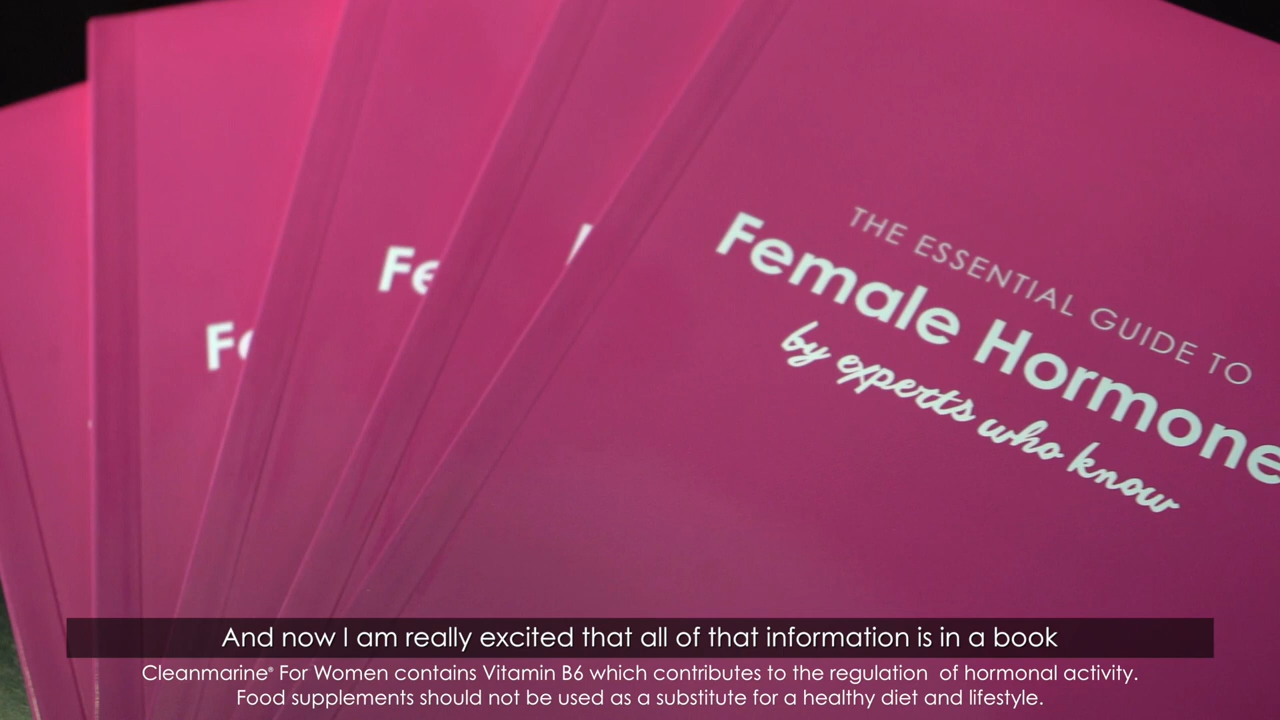 THE ESSENTIAL GUIDE TO
Female Hormone
by experts who know
Fe
Fe
And now I am really excited that all of that information is in a book
Cleanmarine® For Women contains Vitamin B6 which contributes to the regulation of hormonal activity.
Food supplements should not be used as a substitute for a healthy diet and lifestyle.